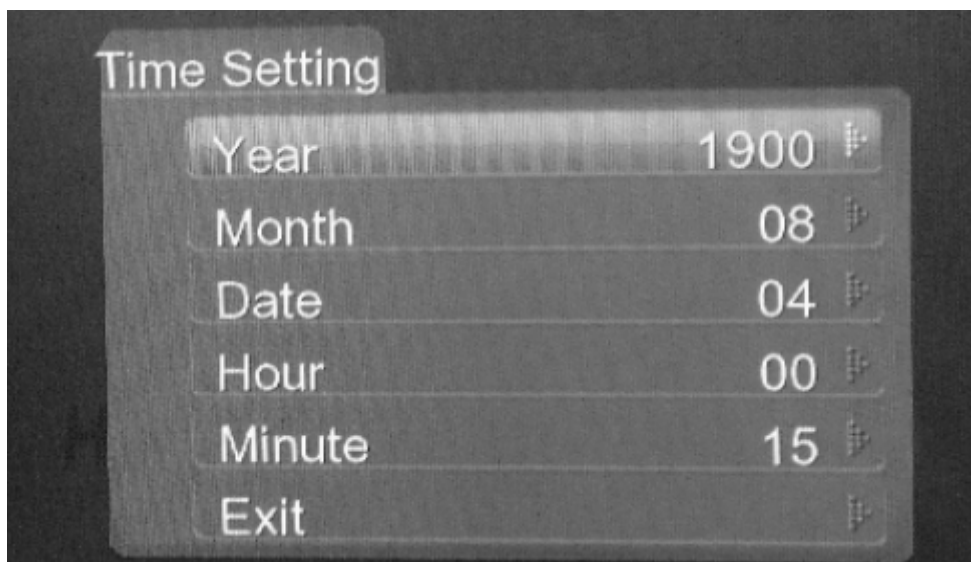 Time Setting
Year 1900
Month 08
Date 04
Hour 00
Minute 15
Exit